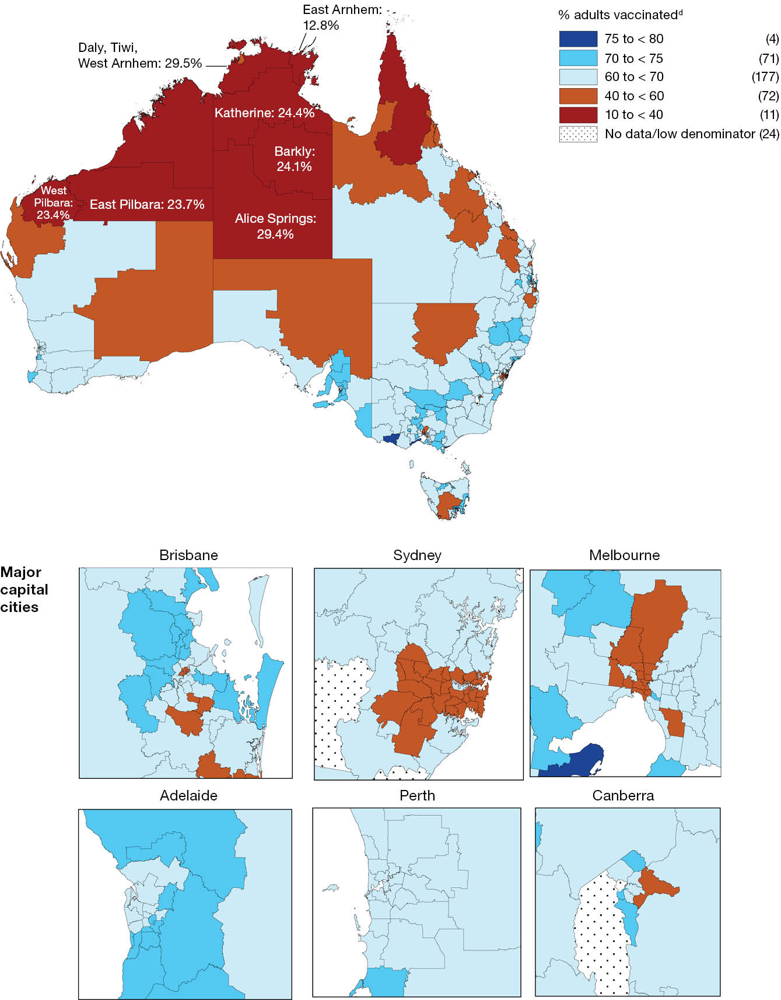 East Arnhem:
12.8%
Daly, Tiwi,
West Arnhem: 29.5%
% adults vaccinatedᵈ
75 to < 80 (4)
70 to < 75 (71)
60 to < 70 (177)
40 to < 60 (72)
10 to < 40 (11)
No data/low denominator (24)
Katherine: 24.4%
Barkly:
24.1%
West
Pilbara:
23.4%
East Pilbara: 23.7%
Alice Springs:
29.4%
Major
capital
cities
Brisbane
Sydney
Melbourne
Adelaide
Perth
Canberra